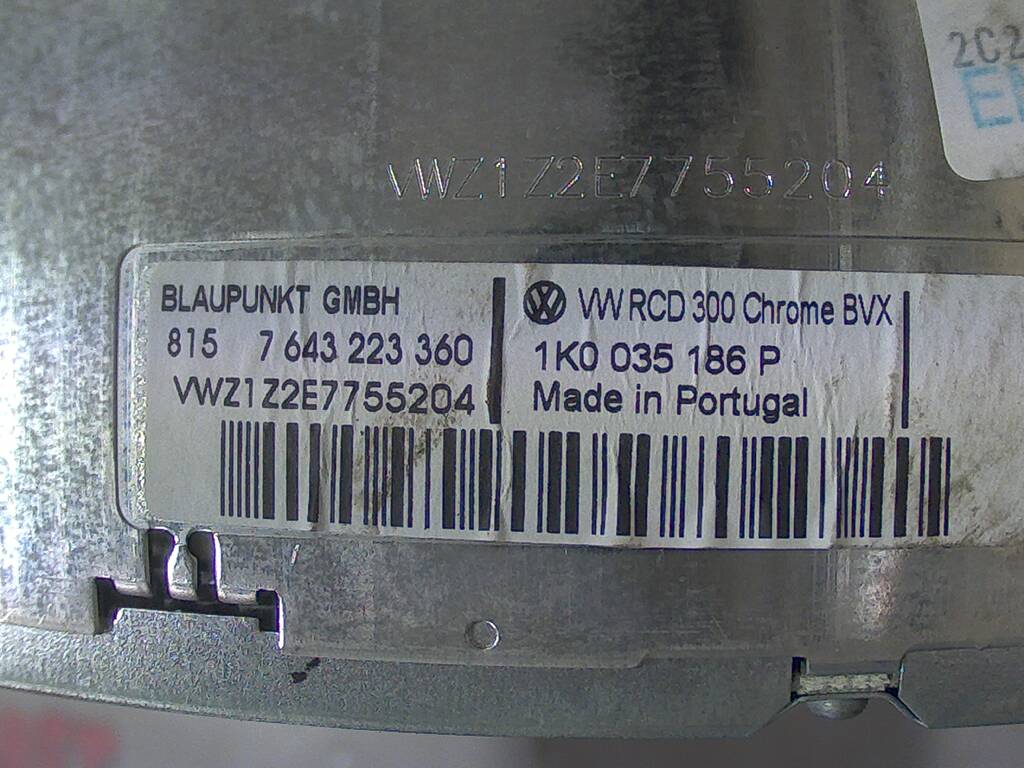 2C2
VWZ1Z2E7755204
BLAUPUNKT GMBH
815 7 643 223 360
VWZ1Z2E7755204
VW RCD 300 Chrome BVX
1K0 035 186 P
Made in Portugal